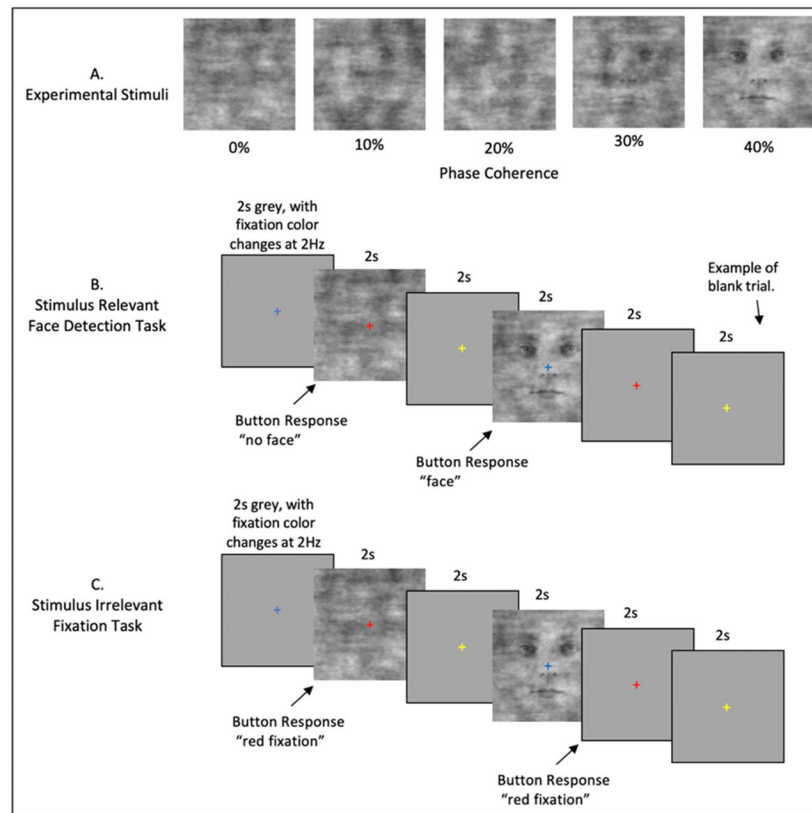 A.
Experimental Stimuli
0%
10%
20%
30%
40%
Phase Coherence
B.
Stimulus Relevant
Face Detection Task
2s grey, with
fixation color
changes at 2Hz
2s
2s
2s
2s
2s
Example of
blank trial.
Button Response
“no face”
Button Response
“face”
C.
Stimulus Irrelevant
Fixation Task
2s grey, with
fixation color
changes at 2Hz
2s
2s
2s
2s
2s
Button Response
“red fixation”
Button Response
“red fixation”